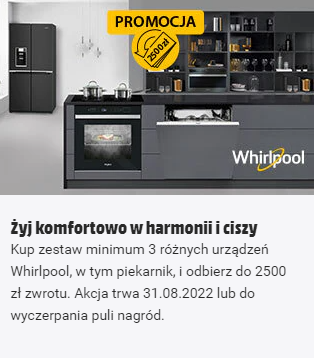 PROMOCJA
2500zł
Whirlpool
Żyj komfortowo w harmonii i ciszy
Kup zestaw minimum 3 różnych urządzeń
Whirlpool, w tym piekarnik, i odbierz do 2500
zł zwrotu. Akcja trwa 31.08.2022 lub do
wyczerpania puli nagród.